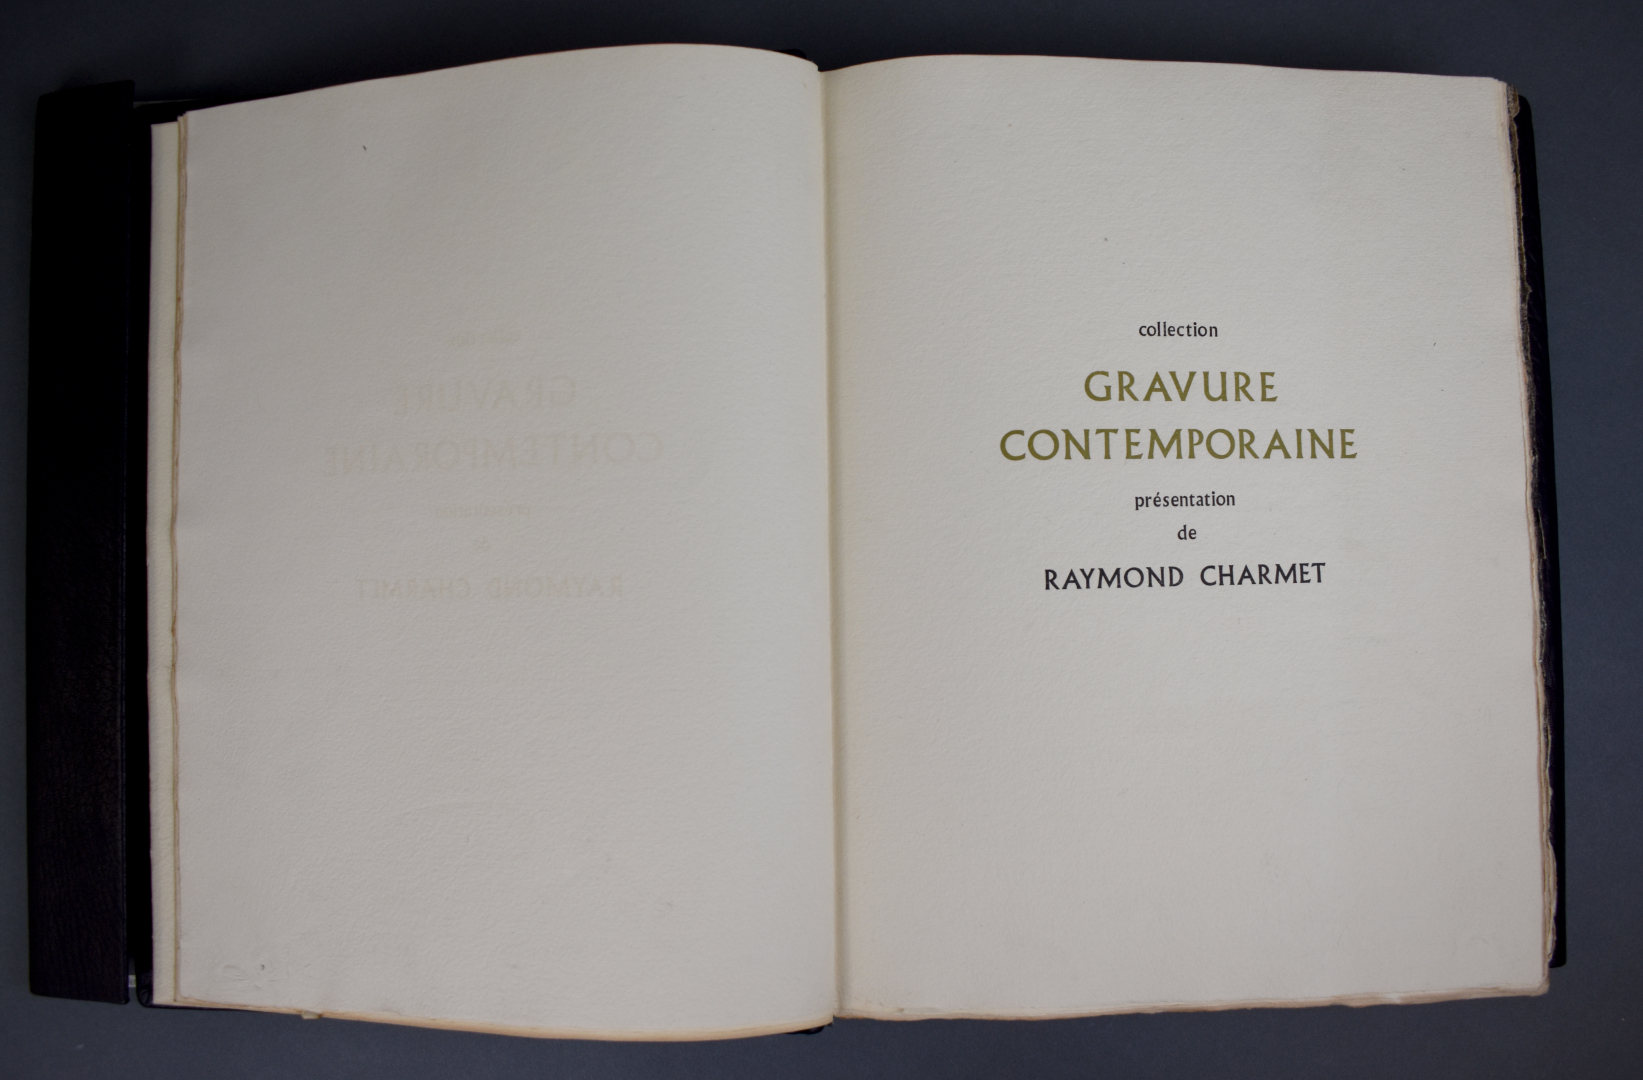 collection
GRAVURE
CONTEMPORAINE
présentation
de
RAYMOND CHARMET